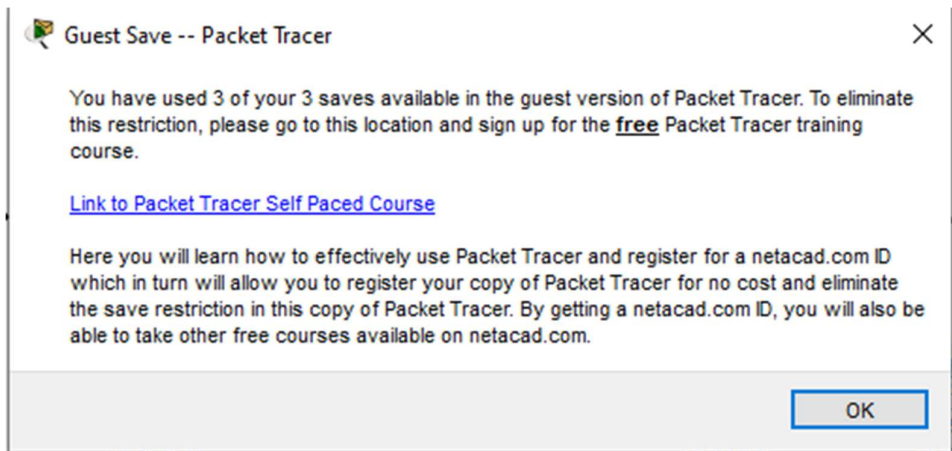 Guest Save -- Packet Tracer
You have used 3 of your 3 saves available in the guest version of Packet Tracer. To eliminate
this restriction, please go to this location and sign up for the free Packet Tracer training
course.
Link to Packet Tracer Self Paced Course
Here you will learn how to effectively use Packet Tracer and register for a netacad.com ID
which in turn will allow you to register your copy of Packet Tracer for no cost and eliminate
the save restriction in this copy of Packet Tracer. By getting a netacad.com ID, you will also be
able to take other free courses available on netacad.com.
OK